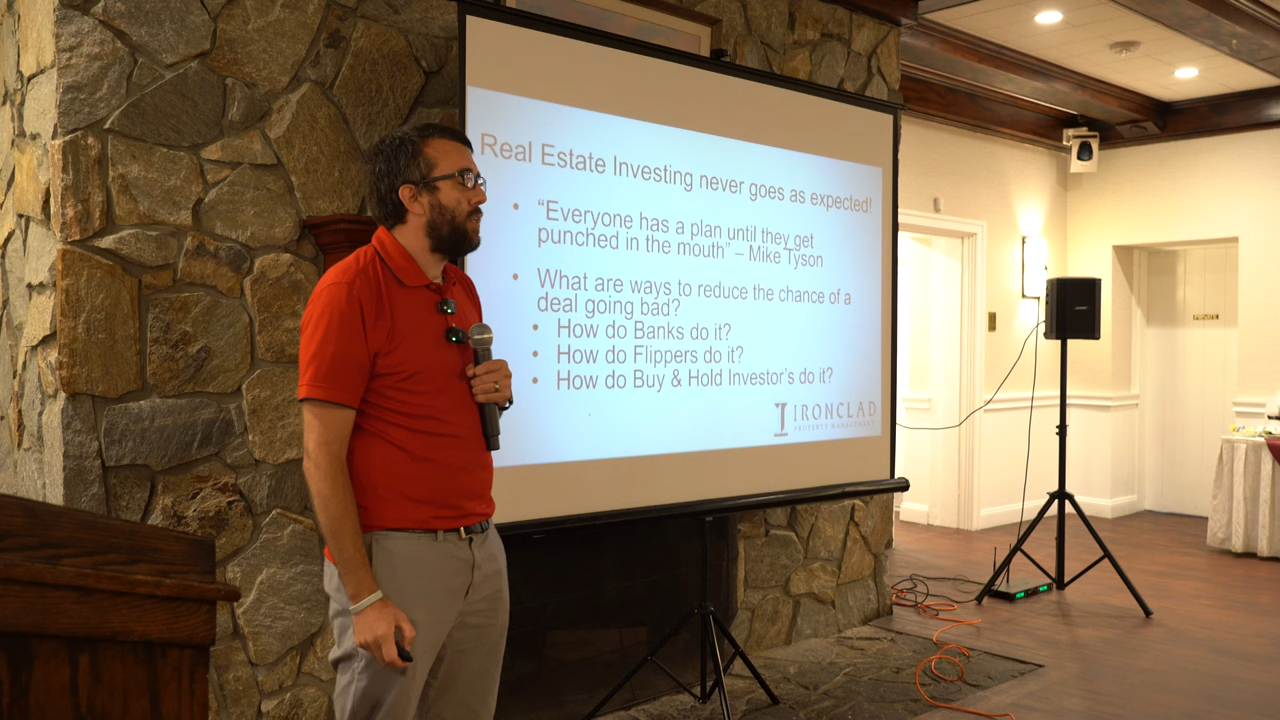 Real Estate Investing never goes as expected!
• “Everyone has a plan until they get
punched in the mouth” – Mike Tyson
• What are ways to reduce the chance of a
deal going bad?
• How do Banks do it?
• How do Flippers do it?
• How do Buy & Hold Investor’s do it?
IRONCLAD
PROPERTY MANAGEMENT
PRIVATE